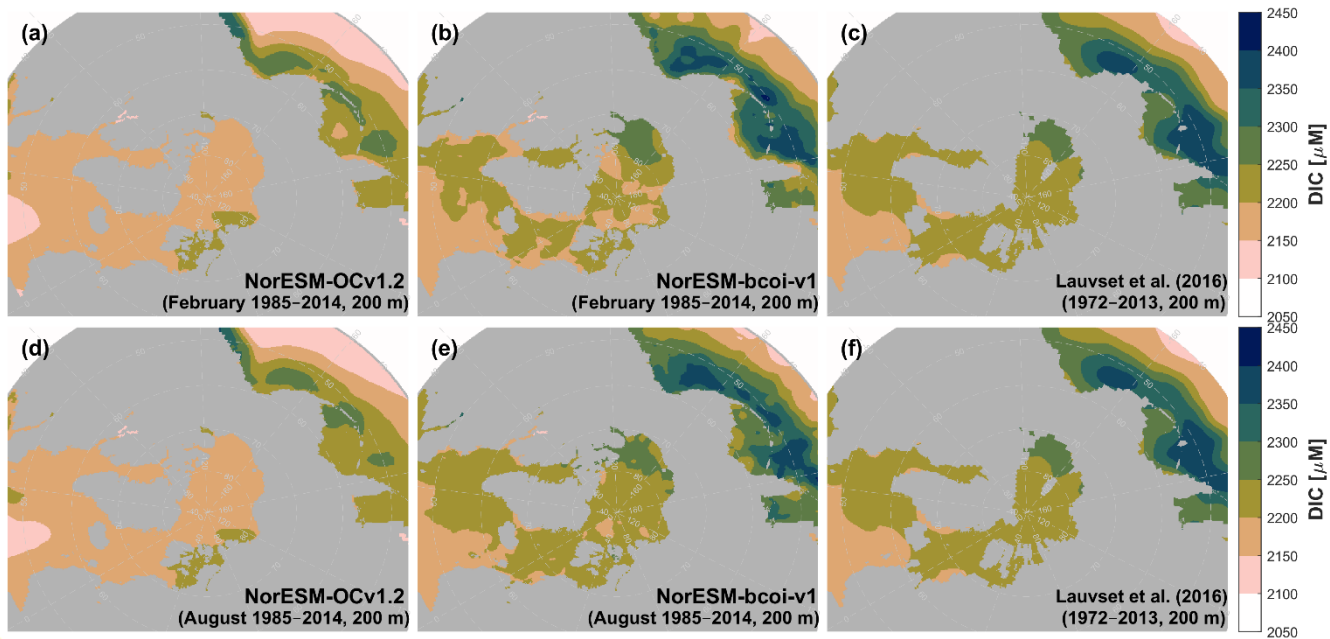 (a)
NorESM-OCv1.2
(February 1985–2014, 200 m)
(b)
NorESM-bcoi-v1
(February 1985–2014, 200 m)
(c)
Lauvset et al. (2016)
(1972–2013, 200 m)
2450
2400
2350
2300
2250
2200
2150
2100
2050
DIC [μM]
(d)
NorESM-OCv1.2
(August 1985–2014, 200 m)
(e)
NorESM-bcoi-v1
(August 1985–2014, 200 m)
(f)
Lauvset et al. (2016)
(1972–2013, 200 m)
2450
2400
2350
2300
2250
2200
2150
2100
2050
DIC [μM]